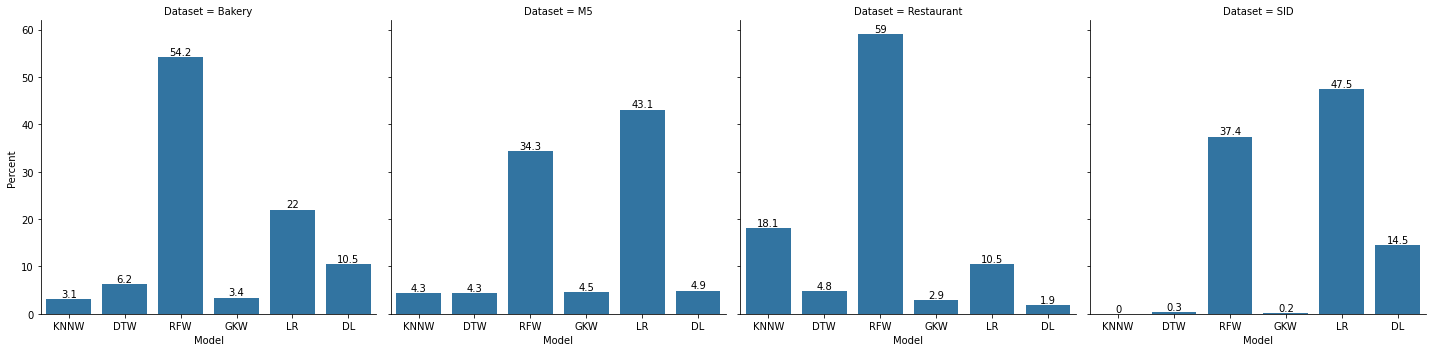 Dataset = Bakery
Dataset = M5
Dataset = Restaurant
Dataset = SID
Percent
60
50
40
30
20
10
0
3.1
6.2
54.2
3.4
22
10.5
4.3
4.3
34.3
4.5
43.1
4.9
18.1
4.8
59
2.9
10.5
1.9
0
0.3
37.4
0.2
47.5
14.5
KNNW DTW RFW GKW LR DL
KNNW DTW RFW GKW LR DL
KNNW DTW RFW GKW LR DL
KNNW DTW RFW GKW LR DL
Model
Model
Model
Model